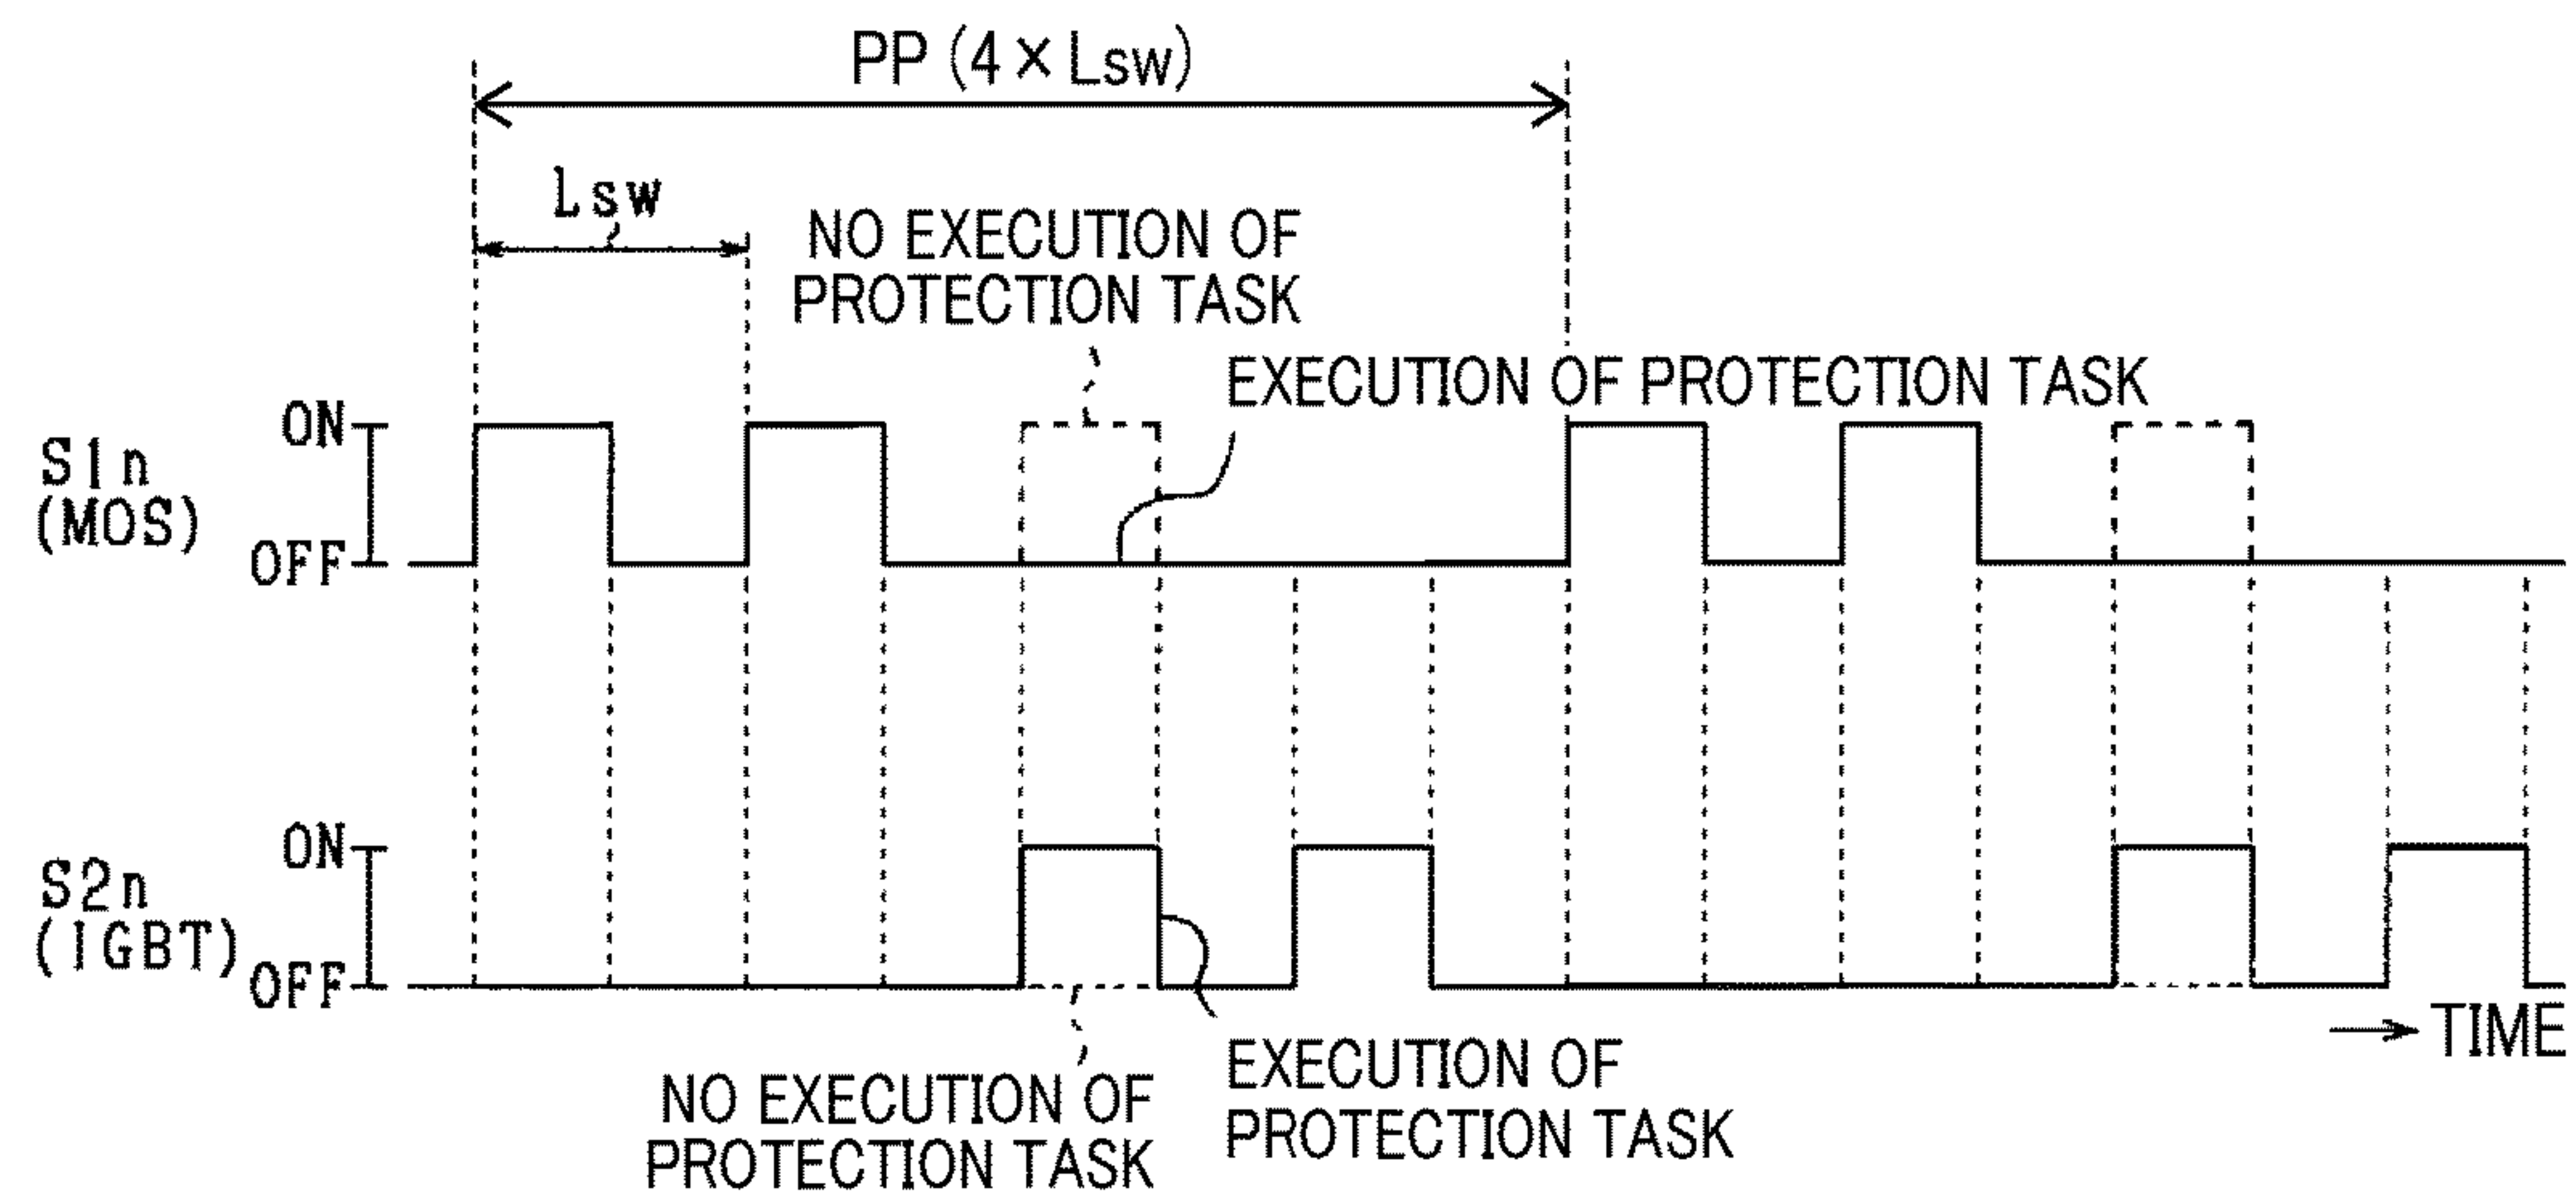 PP (4 × Lsw)
Lsw
NO EXECUTION OF
PROTECTION TASK
EXECUTION OF PROTECTION TASK
ON
S1n
(MOS)
OFF
ON
S2n
(IGBT)
OFF
TIME
NO EXECUTION OF
PROTECTION TASK
EXECUTION OF
PROTECTION TASK